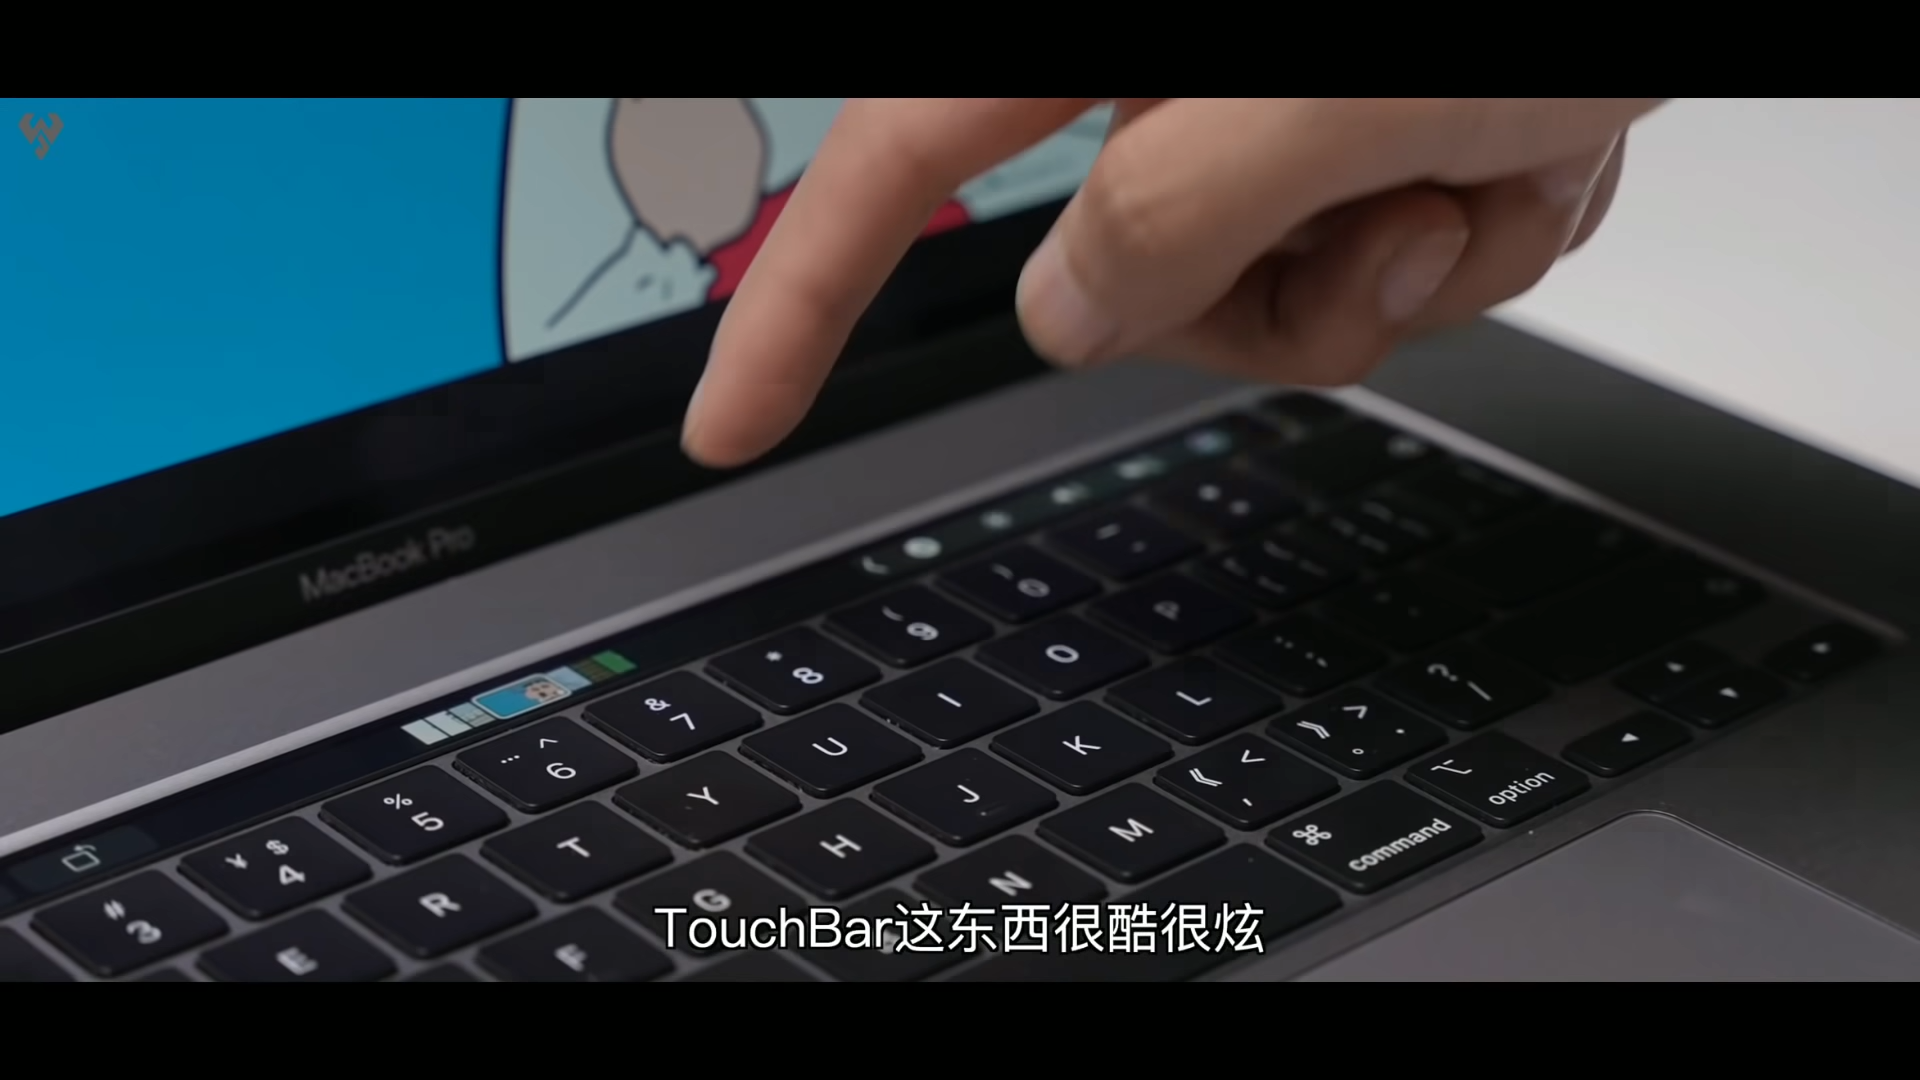 MacBook Pro
& 7
* 8
9
0
P
O
I
L
^ 6
……
U
K
? /
% 5
Y
J
》 > 。 .
¥ $ 4
T
H
M
《 < ,
option
# 3
R
G
N
⌘ command
E
F
TouchBar这东西很酷很炫